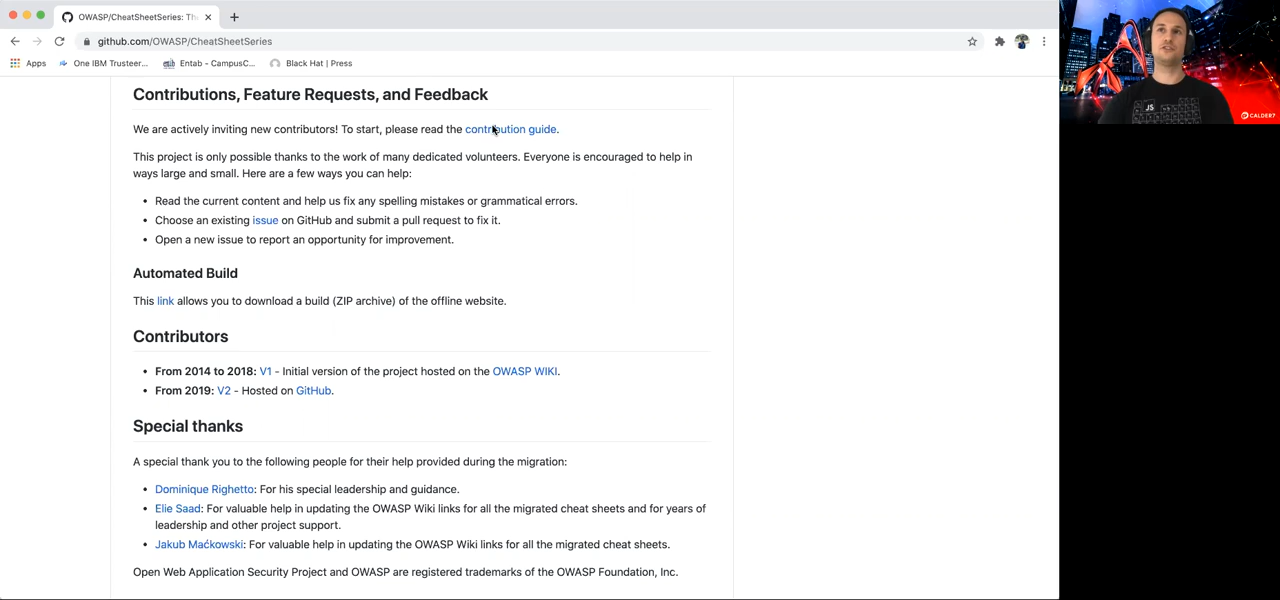 OWASP/CheatSheetSeries: Th
github.com/OWASP/CheatSheetSeries
Apps
One IBM Trusteer...
Entab - CampusC...
Black Hat | Press
Contributions, Feature Requests, and Feedback
We are actively inviting new contributors! To start, please read the contribution guide.
This project is only possible thanks to the work of many dedicated volunteers. Everyone is encouraged to help in
ways large and small. Here are a few ways you can help:
• Read the current content and help us fix any spelling mistakes or grammatical errors.
• Choose an existing issue on GitHub and submit a pull request to fix it.
• Open a new issue to report an opportunity for improvement.
Automated Build
This link allows you to download a build (ZIP archive) of the offline website.
Contributors
• From 2014 to 2018: V1 - Initial version of the project hosted on the OWASP WIKI.
• From 2019: V2 - Hosted on GitHub.
Special thanks
A special thank you to the following people for their help provided during the migration:
• Dominique Righetto: For his special leadership and guidance.
• Elie Saad: For valuable help in updating the OWASP Wiki links for all the migrated cheat sheets and for years of
leadership and other project support.
• Jakub Maćkowski: For valuable help in updating the OWASP Wiki links for all the migrated cheat sheets.
Open Web Application Security Project and OWASP are registered trademarks of the OWASP Foundation, Inc.
JS
CALDER7